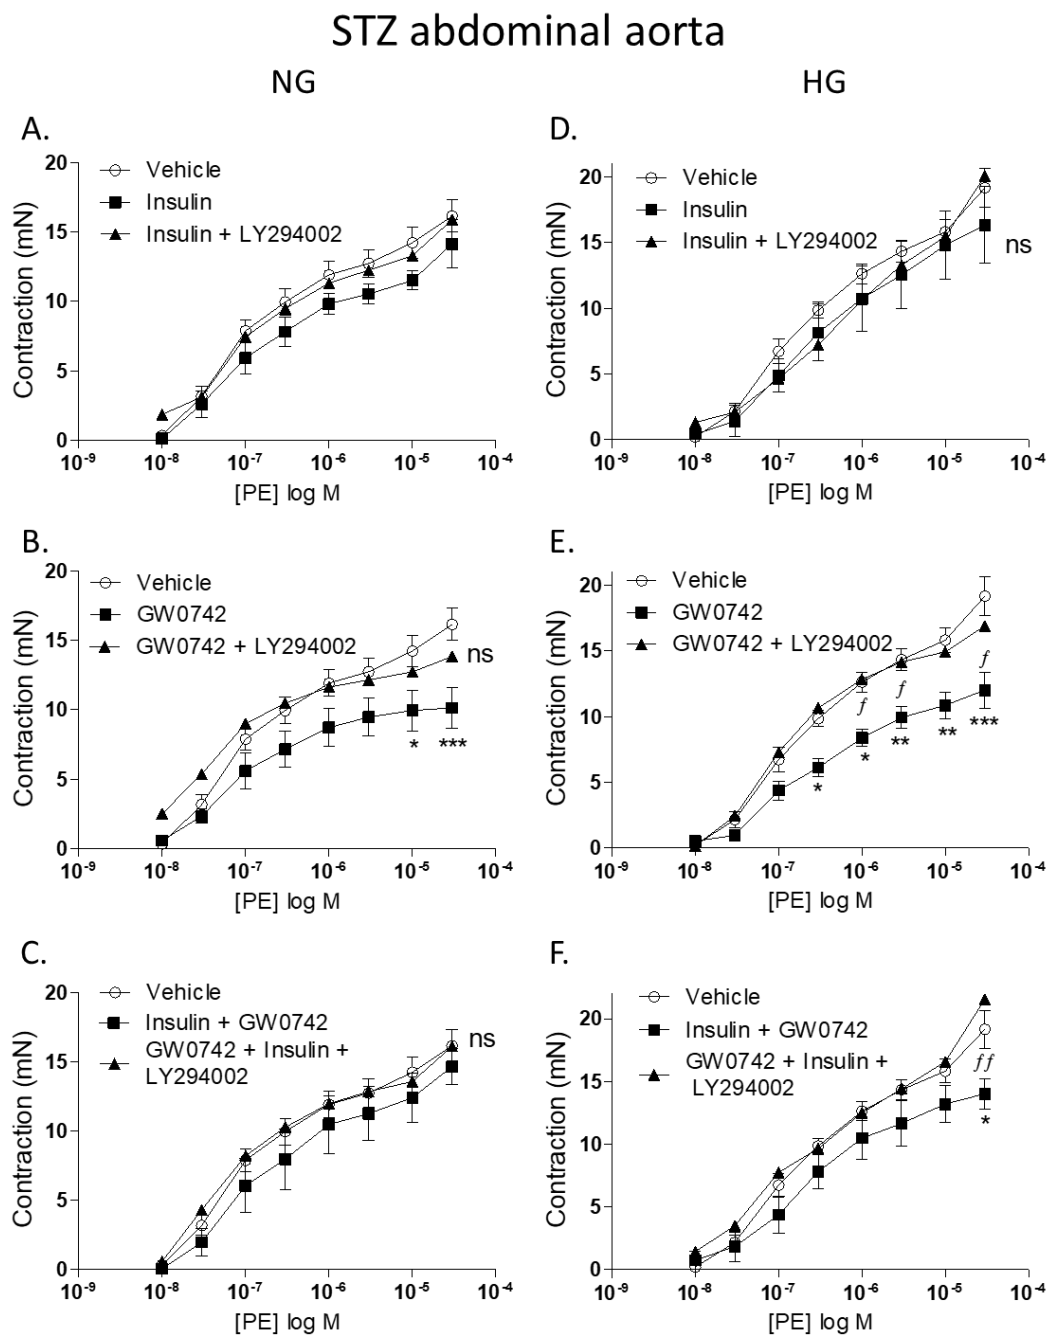 STZ abdominal aorta
NG
HG
A.
Vehicle
Insulin
Insulin + LY294002
Contraction (mN)
20
15
10
5
0
10-9 10-8 10-7 10-6 10-5 10-4
[PE] log M
D.
Vehicle
Insulin
Insulin + LY294002
ns
Contraction (mN)
20
15
10
5
0
10-9 10-8 10-7 10-6 10-5 10-4
[PE] log M
B.
Vehicle
GW0742
GW0742 + LY294002
ns
* ***
Contraction (mN)
20
15
10
5
0
10-9 10-8 10-7 10-6 10-5 10-4
[PE] log M
E.
Vehicle
GW0742
GW0742 + LY294002
f f f
* * ** ** ***
Contraction (mN)
20
15
10
5
0
10-9 10-8 10-7 10-6 10-5 10-4
[PE] log M
C.
Vehicle
Insulin + GW0742
GW0742 + Insulin +
LY294002
ns
Contraction (mN)
20
15
10
5
0
10-9 10-8 10-7 10-6 10-5 10-4
[PE] log M
F.
Vehicle
Insulin + GW0742
GW0742 + Insulin +
LY294002
ff
*
Contraction (mN)
20
15
10
5
0
10-9 10-8 10-7 10-6 10-5 10-4
[PE] log M